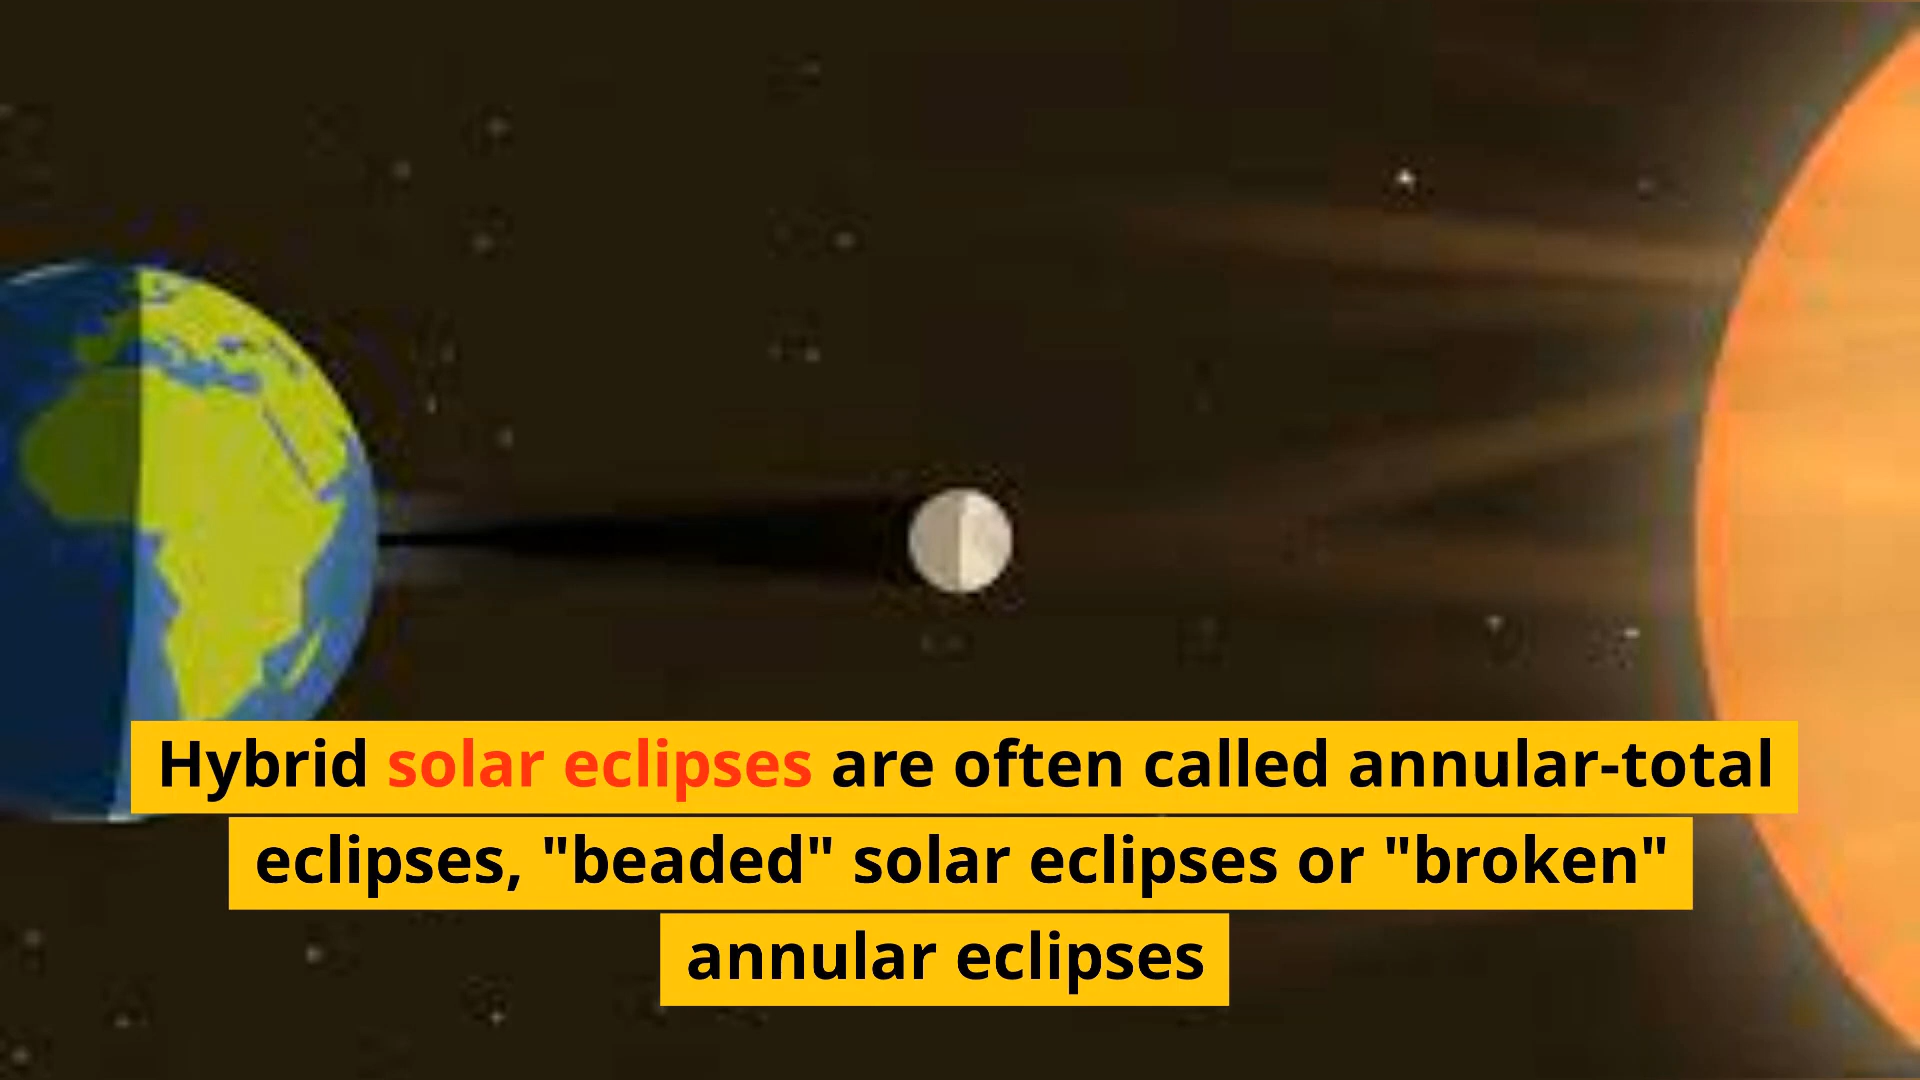 Hybrid solar eclipses are often called annular-total
eclipses, "beaded" solar eclipses or "broken"
annular eclipses